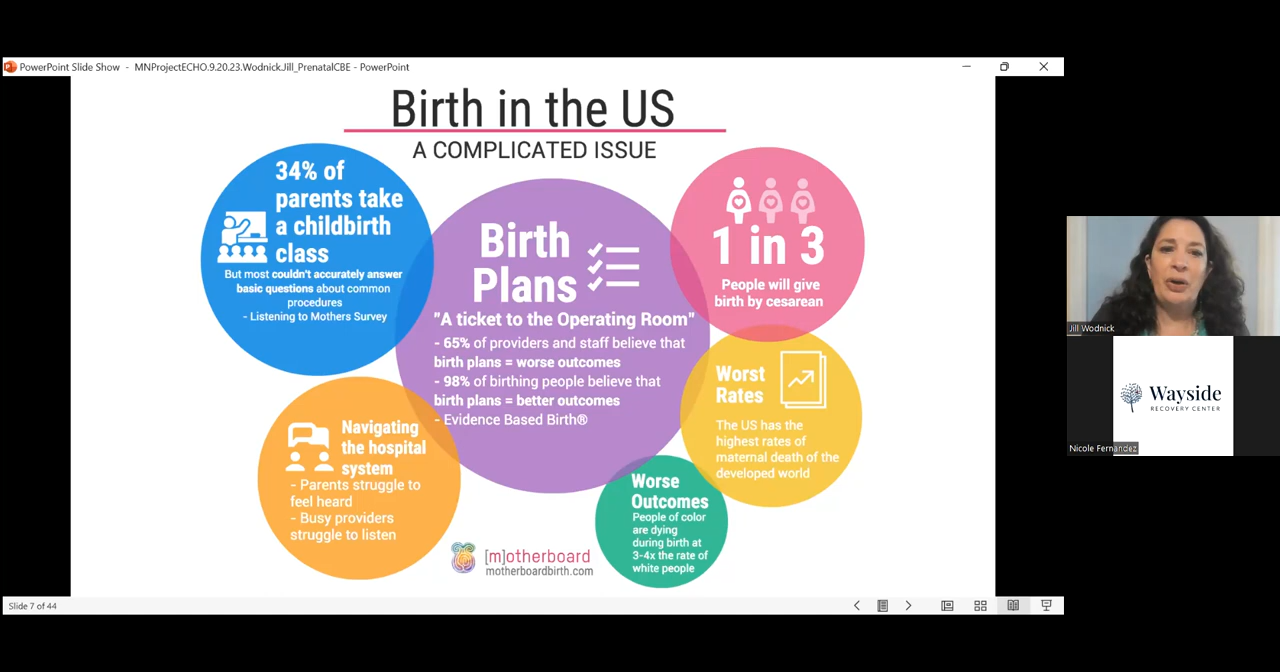 PowerPoint Slide Show - MNProjectECHO.9.20.23.Wodnick.Jill_PrenatalCBE - PowerPoint
Birth in the US
A COMPLICATED ISSUE
34% of
parents take
a childbirth
class
But most couldn't accurately answer
basic questions about common
procedures
- Listening to Mothers Survey
Birth
Plans
"A ticket to the Operating Room"
- 65% of providers and staff believe that
birth plans = worse outcomes
- 98% of birthing people believe that
birth plans = better outcomes
- Evidence Based Birth®
1 in 3
People will give
birth by cesarean
Worst
Rates
The US has the
highest rates of
maternal death of the
developed world
Navigating
the hospital
system
- Parents struggle to
feel heard
- Busy providers
struggle to listen
Worse
Outcomes
People of color
are dying
during birth at
3-4x the rate of
white people
[m]otherboard
motherboardbirth.com
Slide 7 of 44
Jill Wodnick
Wayside
RECOVERY CENTER
Nicole Fernandez